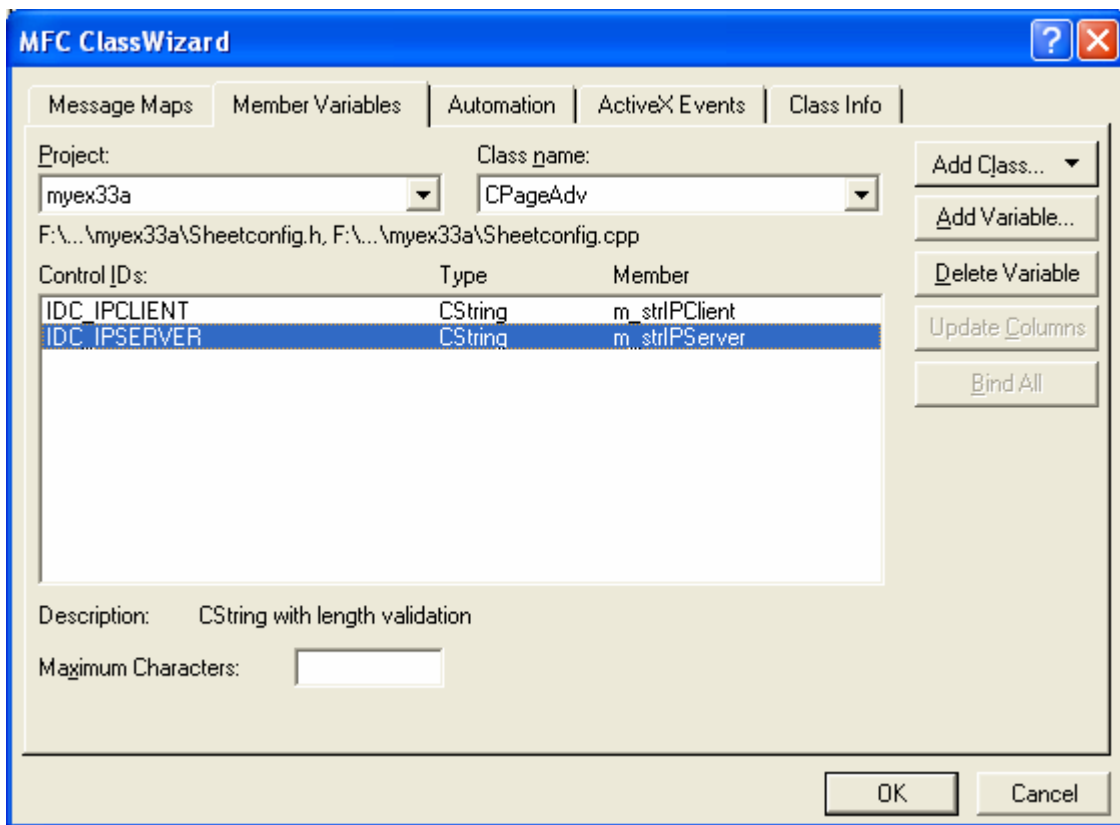 MFC ClassWizard
Message Maps Member Variables Automation ActiveX Events Class Info
Project: Class name:
myex33a CPageAdv
Add Class...
F:\...\myex33a\Sheetconfig.h, F:\...\myex33a\Sheetconfig.cpp
Add Variable...
Control IDs: Type Member
Delete Variable
IDC_IPCLIENT CString m_strIPClient
IDC_IPSERVER CString m_strIPServer
Update Columns
Bind All
Description: CString with length validation
Maximum Characters:
OK Cancel